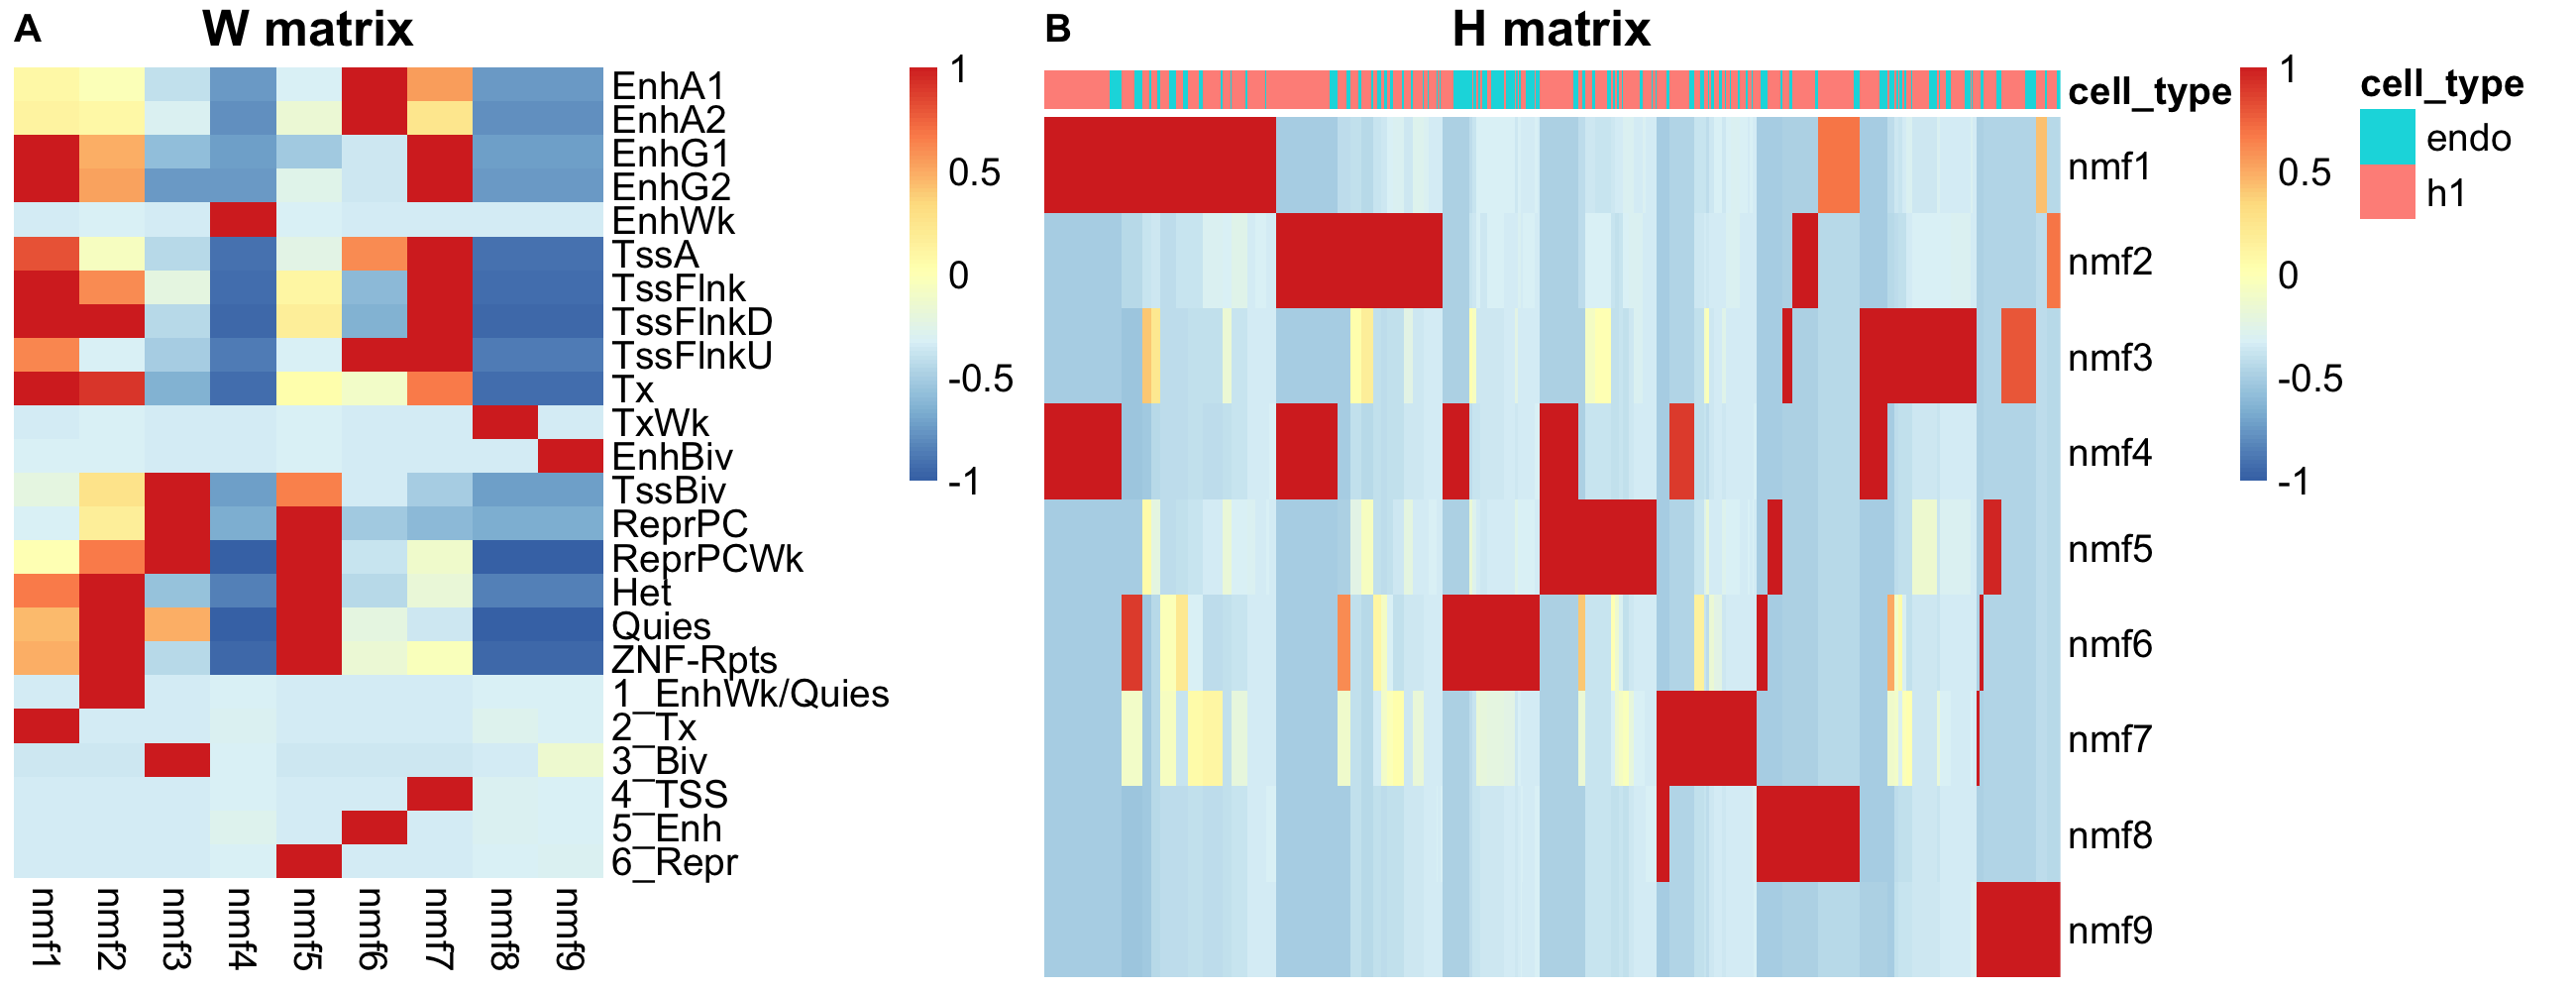 A
W matrix
EnhA1
EnhA2
EnhG1
EnhG2
EnhWk
TssA
TssFlnk
TssFlnkD
TssFlnkU
Tx
TxWk
EnhBiv
TssBiv
ReprPC
ReprPCWk
Het
Quies
ZNF-Rpts
1_EnhWk/Quies
2_Tx
3_Biv
4_TSS
5_Enh
6_Repr
nmf1
nmf2
nmf3
nmf4
nmf5
nmf6
nmf7
nmf8
nmf9
1
0.5
0
-0.5
-1
B
H matrix
cell_type
nmf1
nmf2
nmf3
nmf4
nmf5
nmf6
nmf7
nmf8
nmf9
1
0.5
0
-0.5
-1
cell_type
endo
h1